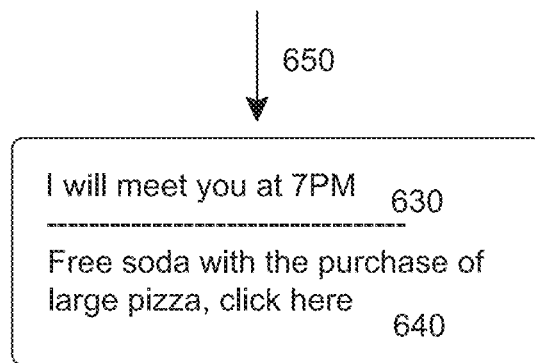 650
I will meet you at 7PM 630
Free soda with the purchase of
large pizza, click here
640